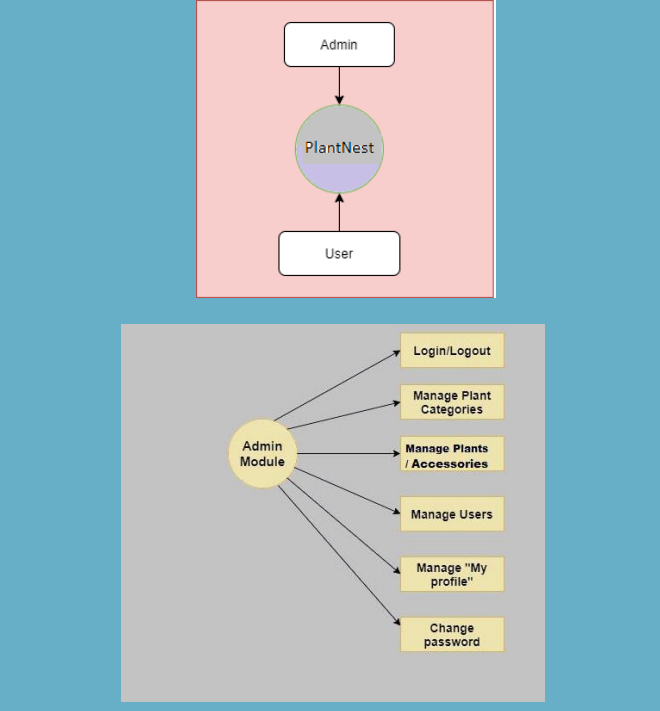 Admin
PlantNest
User
Login/Logout
Manage Plant
Categories
Admin
Module
Manage Plants
/ Accessories
Manage Users
Manage "My
profile"
Change
password